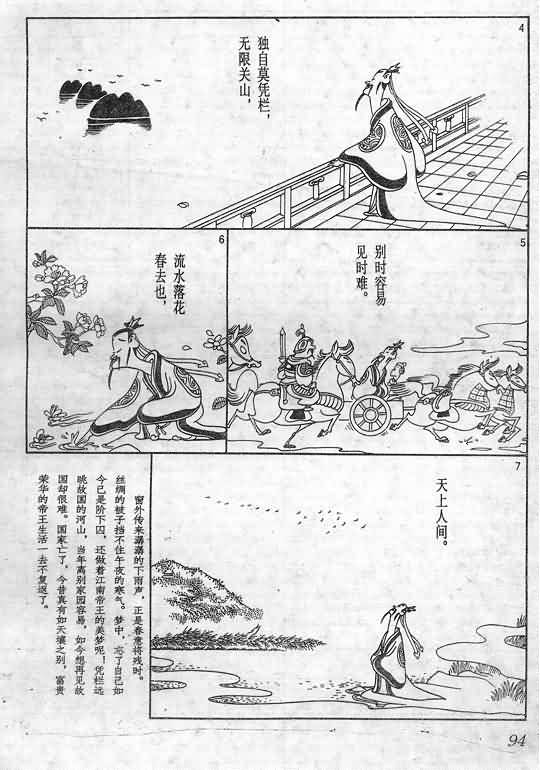 4
独自莫凭栏，
无限关山，
5
别时容易
见时难。
6
流水落花
春去也，
7
天上人间。
窗外传来潺潺的下雨声，正是春意将残时。
丝绸的被子挡不住午夜的寒气。梦中，忘了自己如
今已是阶下囚，还做着江南帝王的美梦呢！凭栏远
眺故国的河山，当年离别家园容易，如今想再见故
国却很难。国家亡了，今昔真有如天壤之别，富贵
荣华的帝王生活一去不复返了。
94